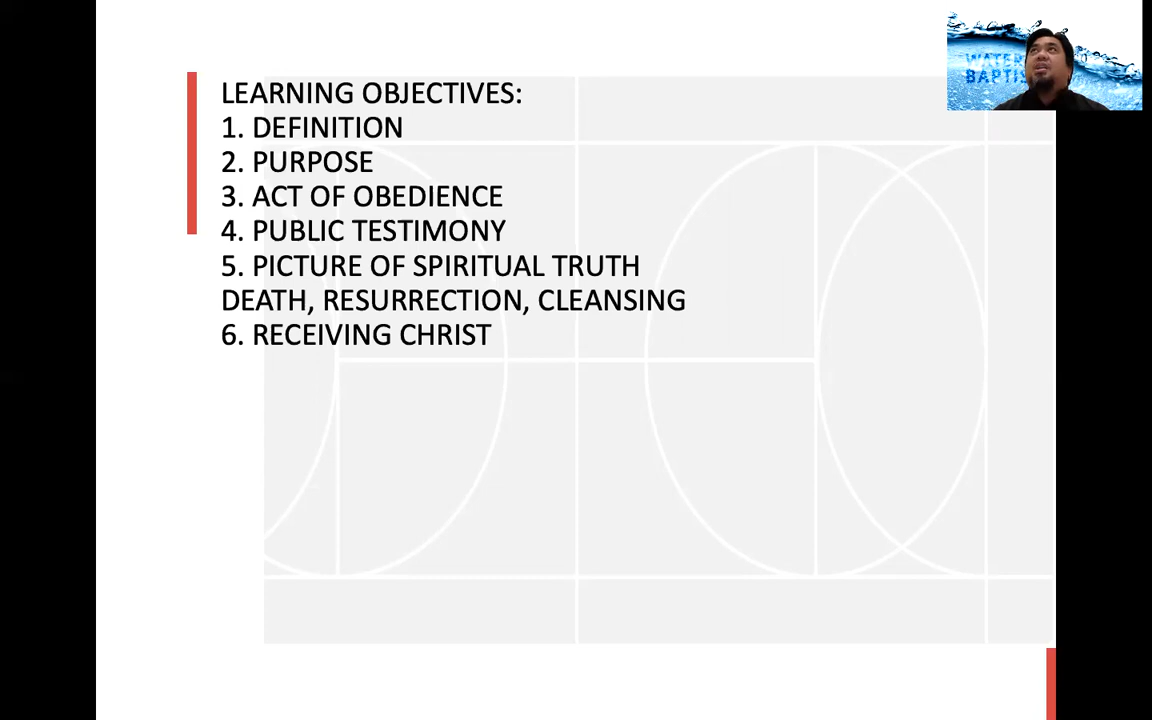 LEARNING OBJECTIVES:
1. DEFINITION
2. PURPOSE
3. ACT OF OBEDIENCE
4. PUBLIC TESTIMONY
5. PICTURE OF SPIRITUAL TRUTH
DEATH, RESURRECTION, CLEANSING
6. RECEIVING CHRIST
WATER